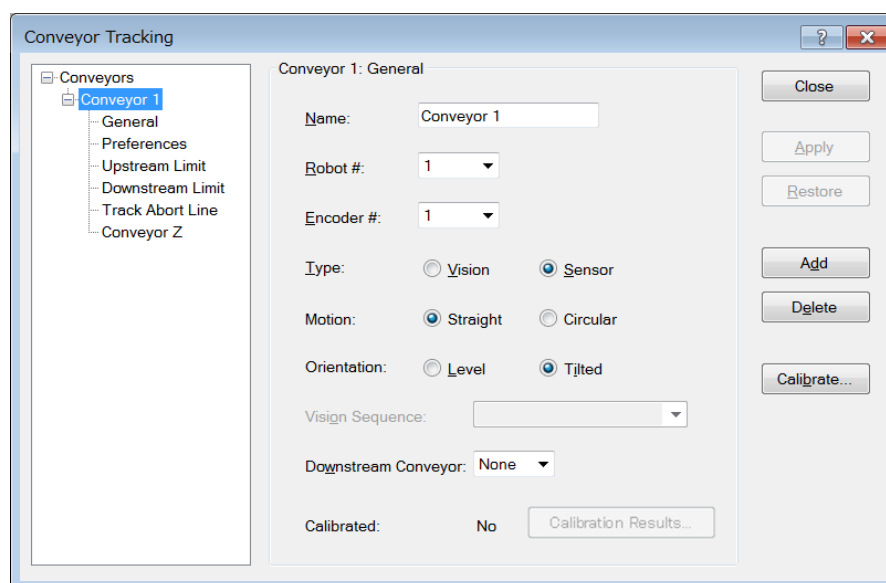 Conveyor Tracking
?
Conveyors
Conveyor 1
General
Preferences
Upstream Limit
Downstream Limit
Track Abort Line
Conveyor Z
Conveyor 1: General
Name: Conveyor 1
Robot #: 1
Encoder #: 1
Type: Vision Sensor
Motion: Straight Circular
Orientation: Level Tilted
Vision Sequence:
Downstream Conveyor: None
Calibrated: No Calibration Results...
Close
Apply
Restore
Add
Delete
Calibrate...